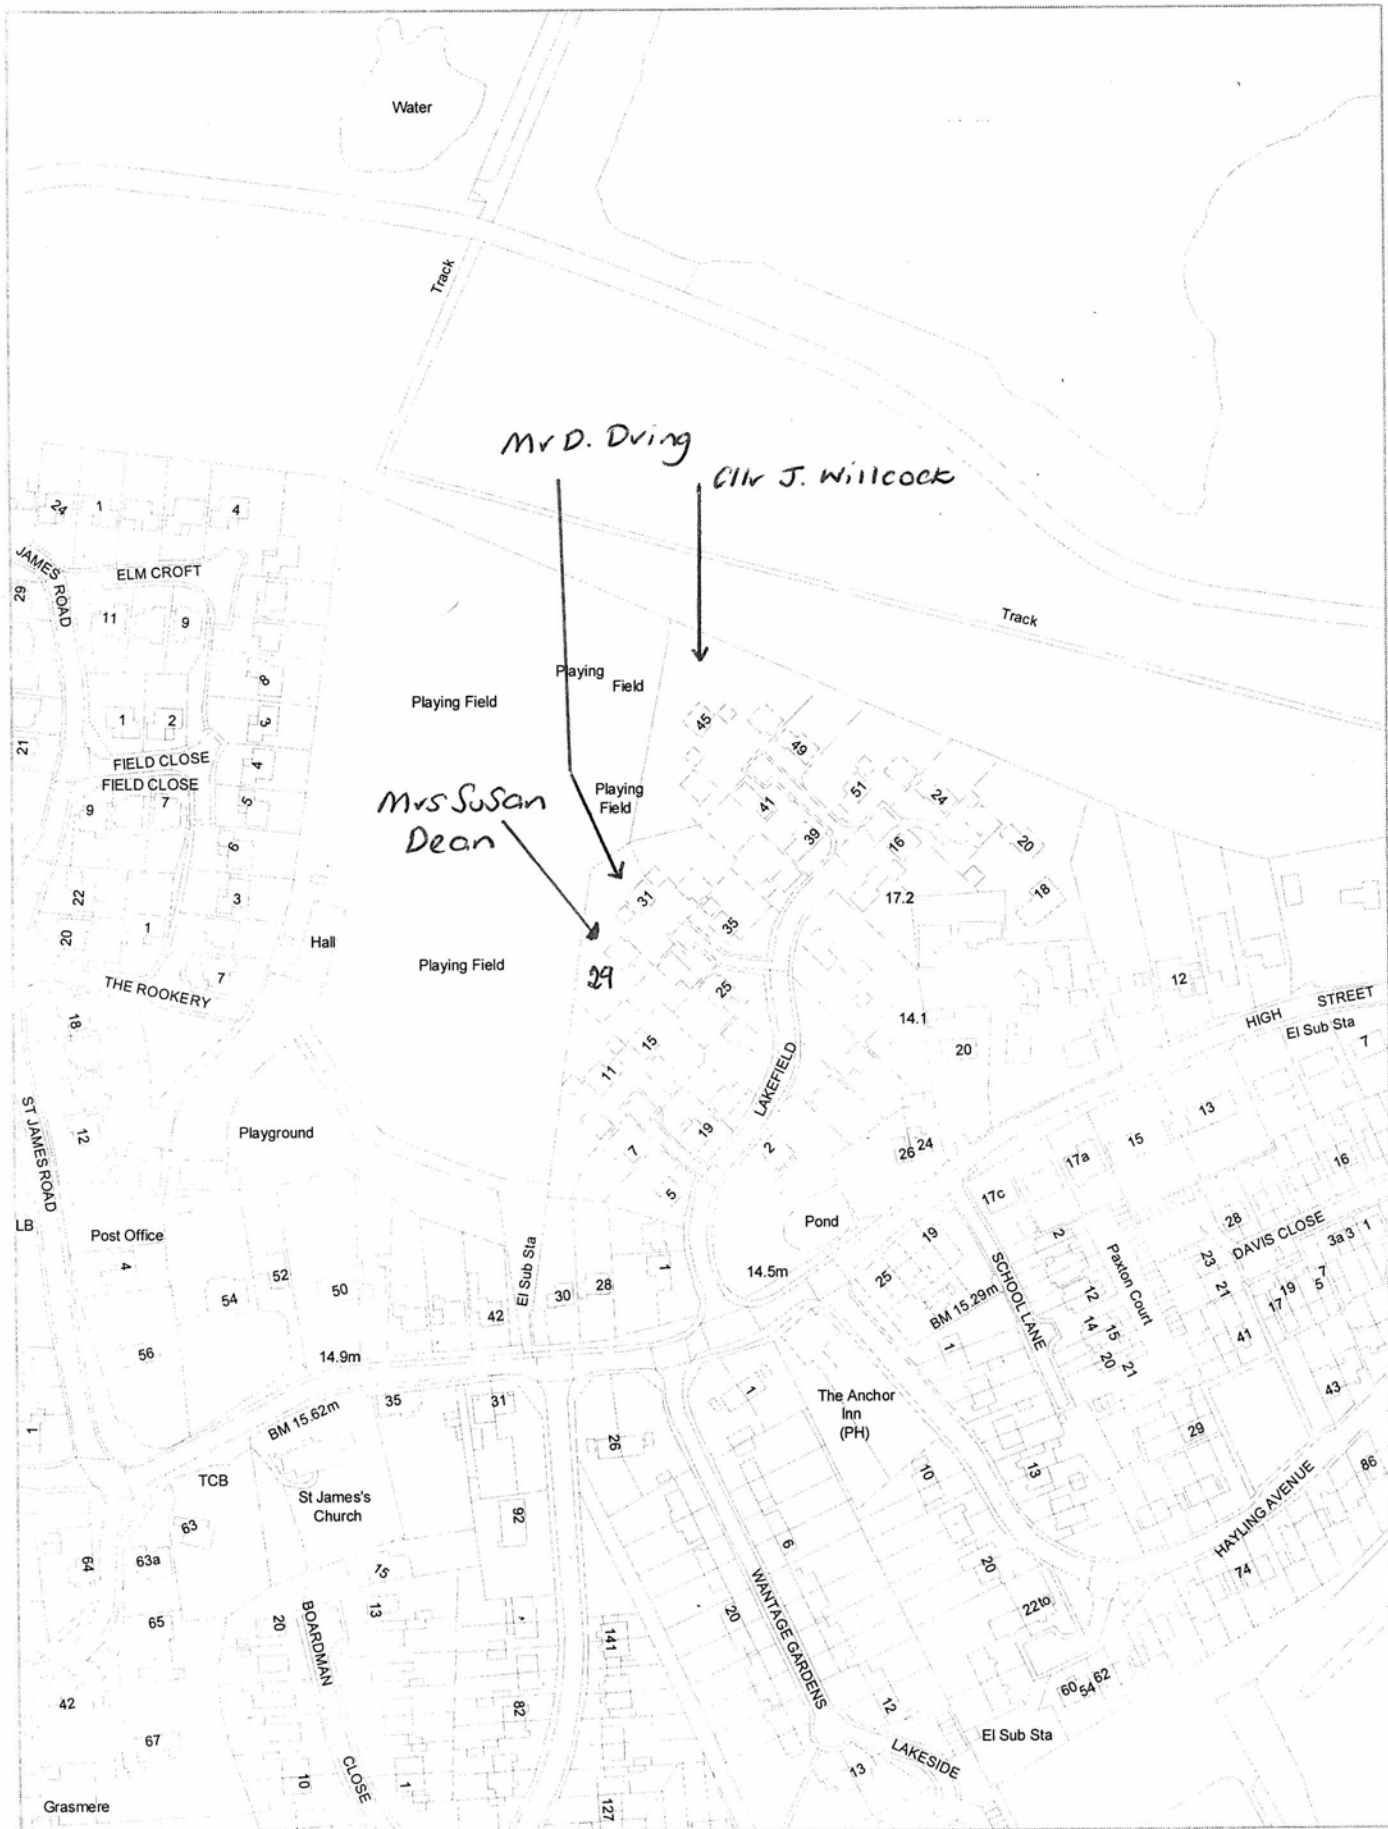 Water
Track
Mr D. Dring
Cllr J. Willcock
24
1
4
JAMES ROAD
ELM CROFT
29
11
9
Track
8
Playing
Field
Playing Field
45
1
2
3
21
49
FIELD CLOSE
4
FIELD CLOSE
9
7
5
Mrs Susan
Dean
Playing
Field
41
51
24
39
16
20
6
22
3
31
17.2
18
20
1
35
Hall
Playing Field
29
7
THE ROOKERY
25
12
18
14.1
HIGH STREET
El Sub Sta
7
20
15
11
LAKEFIELD
ST JAMES ROAD
12
Playground
7
19
2
26
24
17a
15
13
16
5
17c
LB
Post Office
4
Pond
19
2
28
DAVIS CLOSE
3a
3
1
El Sub Sta
1
14.5m
SCHOOL LANE
Paxton Court
23
54
52
50
42
30
28
25
BM 15.29m
12
21
17
19
7
5
56
14.9m
1
14
15
20
21
41
35
31
1
The Anchor
Inn
(PH)
43
1
BM 15.62m
26
29
TCB
10
13
86
St James's
Church
63
92
6
HAYLING AVENUE
64
63a
15
20
74
65
20
BOARDMAN
13
20
WANTAGE GARDENS
22to
141
42
82
12
60
54
62
67
El Sub Sta
LAKESIDE
13
10
CLOSE
1
Grasmere
127